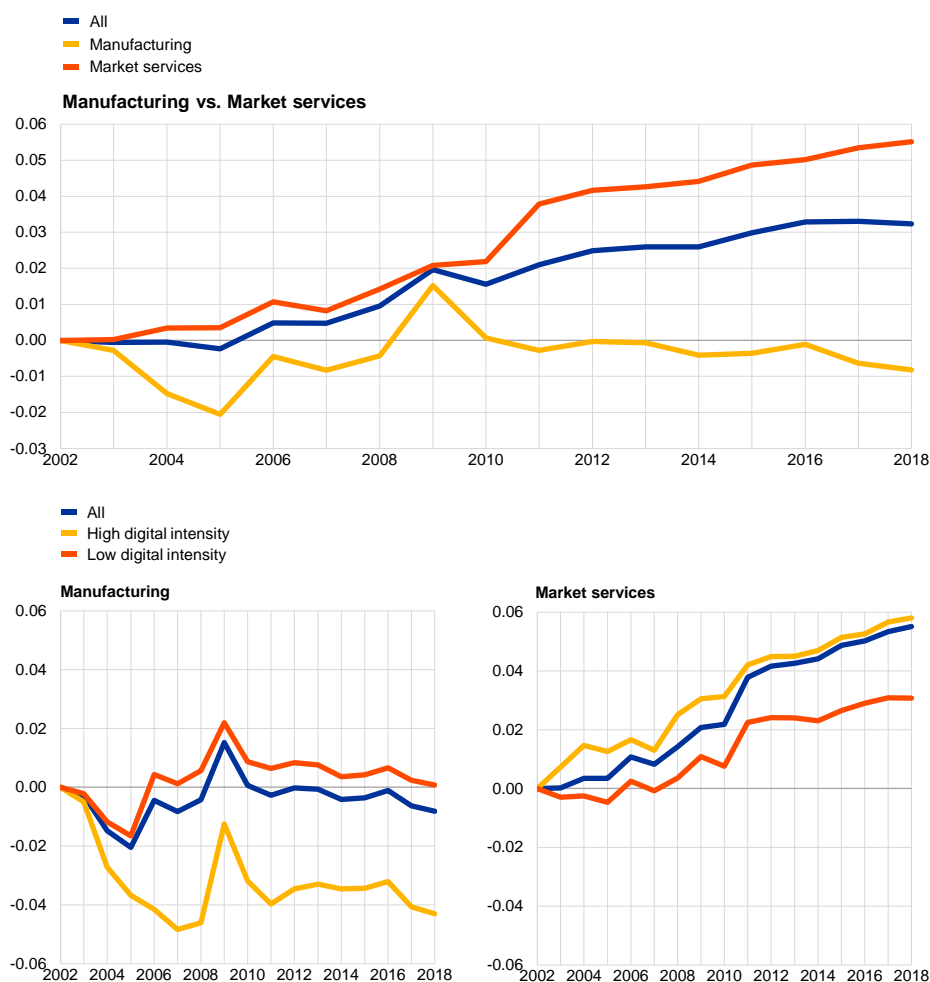 All
Manufacturing
Market services
Manufacturing vs. Market services
0.06
0.05
0.04
0.03
0.02
0.01
0.00
-0.01
-0.02
-0.03
2002 2004 2006 2008 2010 2012 2014 2016 2018
All
High digital intensity
Low digital intensity
Manufacturing
0.06
0.04
0.02
0.00
-0.02
-0.04
-0.06
2002 2004 2006 2008 2010 2012 2014 2016 2018
Market services
0.06
0.04
0.02
0.00
-0.02
-0.04
-0.06
2002 2004 2006 2008 2010 2012 2014 2016 2018